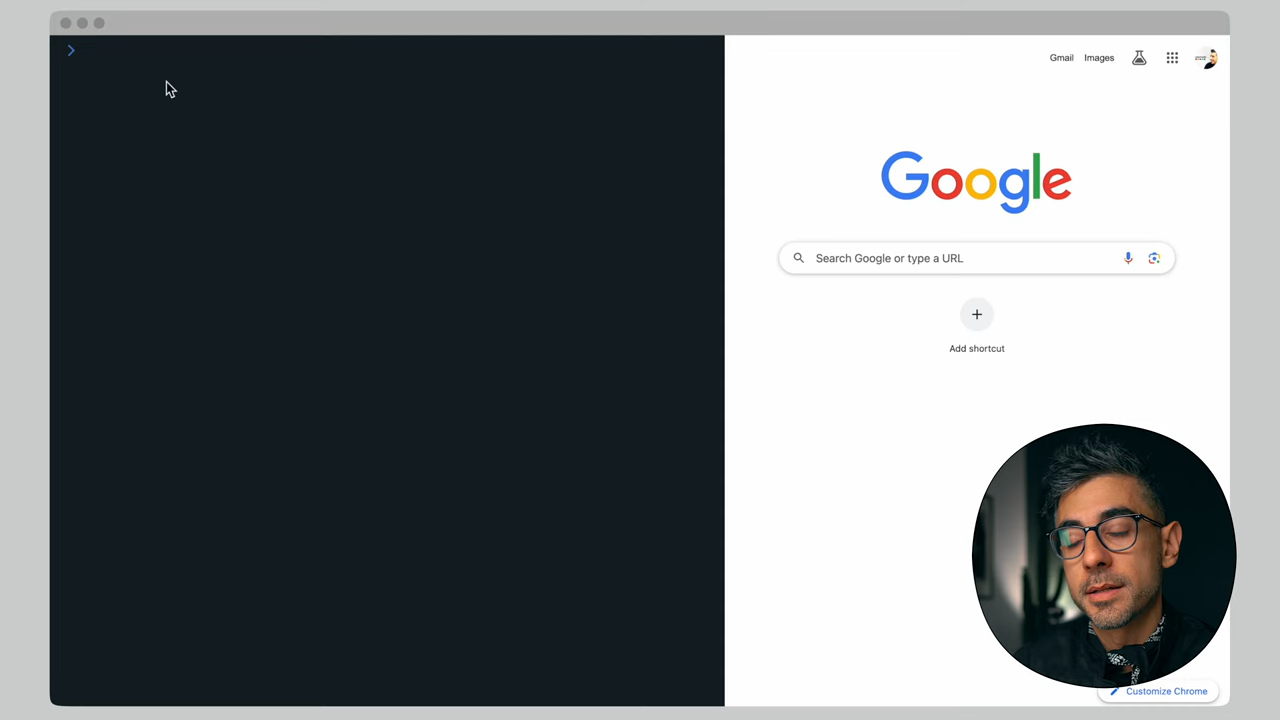 Gmail Images
Google
Search Google or type a URL
Add shortcut
Customize Chrome